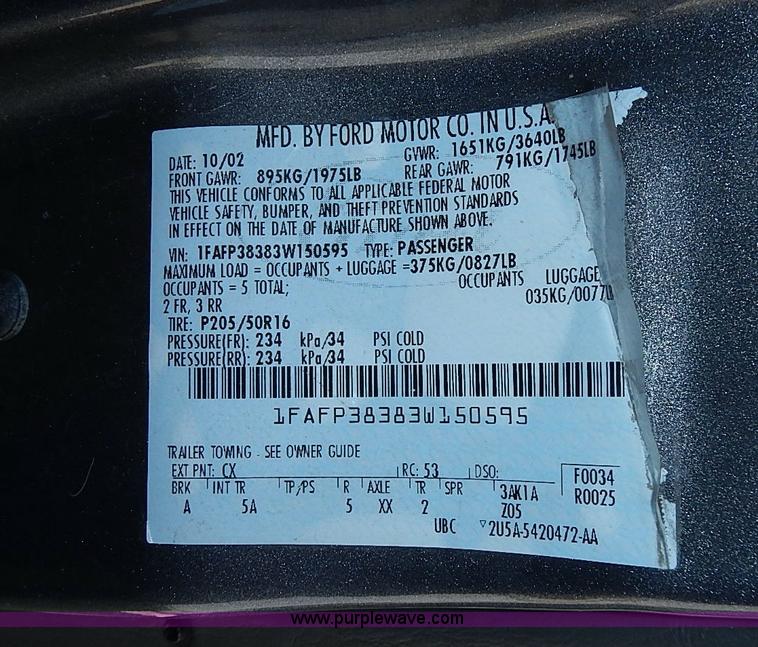 MFD. BY FORD MOTOR CO. IN U.S.A.
DATE: 10/02 GVWR: 1651KG/3640LB
FRONT GAWR: 895KG/1975LB REAR GAWR: 791KG/1745LB
THIS VEHICLE CONFORMS TO ALL APPLICABLE FEDERAL MOTOR
VEHICLE SAFETY, BUMPER, AND THEFT PREVENTION STANDARDS
IN EFFECT ON THE DATE OF MANUFACTURE SHOWN ABOVE.
VIN: 1FAFP38383W150595 TYPE: PASSENGER
MAXIMUM LOAD = OCCUPANTS + LUGGAGE =375KG/0827LB
OCCUPANTS = 5 TOTAL; OCCUPANTS LUGGAGE
2 FR, 3 RR 035KG/0077L
TIRE: P205/50R16
PRESSURE(FR): 234 kPa/34 PSI COLD
PRESSURE(RR): 234 kPa/34 PSI COLD
1FAFP38383W150595
TRAILER TOWING - SEE OWNER GUIDE
EXT PNT: CX RC: 53 DSO: F0034
BRK INT TR TP/PS R AXLE TR SPR 3AK1A R0025
A 5A 5 XX 2 Z05
UBC ▽2U5A-5420472-AA
www.purplewave.com